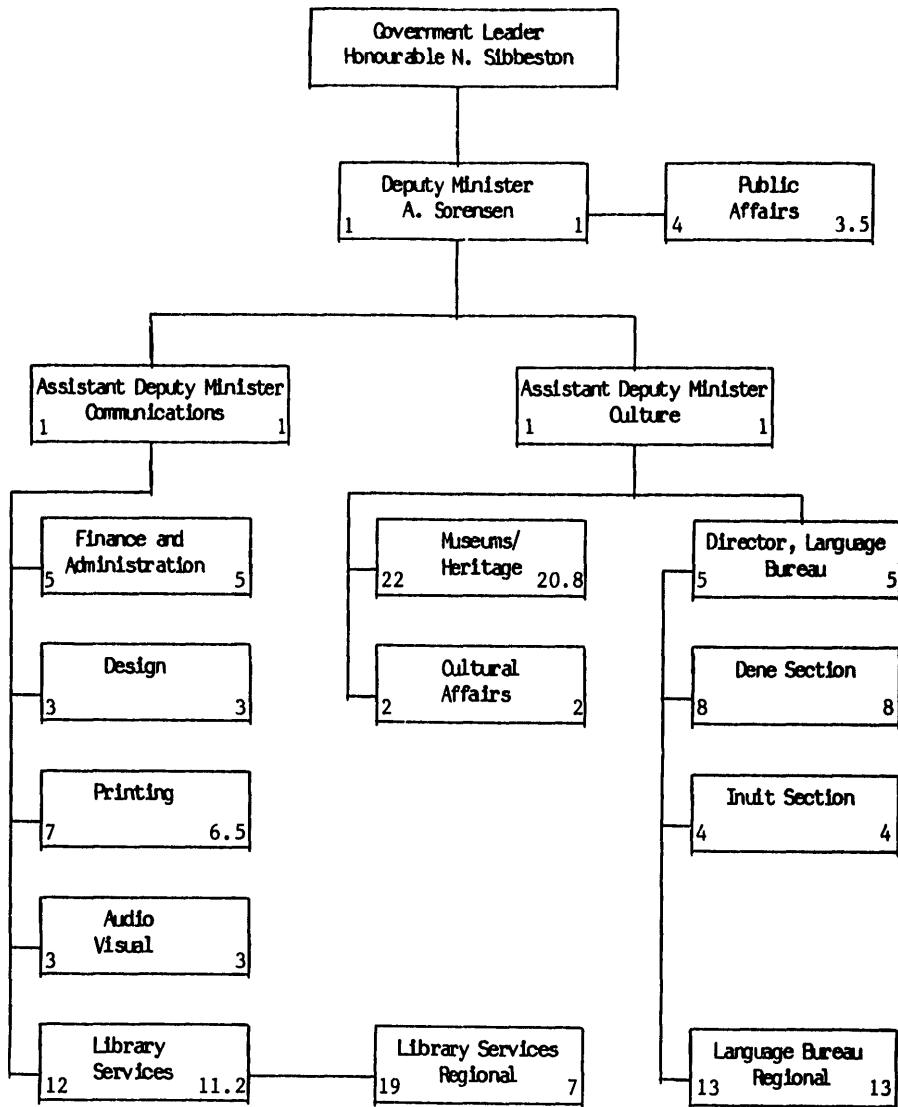 Government Leader
Honourable N. Sibbeston
Deputy Minister
A. Sorensen
1 1
Public
Affairs
4 3.5
Assistant Deputy Minister
Communications
1 1
Assistant Deputy Minister
Culture
1 1
Finance and
Administration
5 5
Museums/
Heritage
22 20.8
Director, Language
Bureau
5 5
Design
3 3
Cultural
Affairs
2 2
Dene Section
8 8
Printing
7 6.5
Inuit Section
4 4
Audio
Visual
3 3
Library
Services
12 11.2
Library Services
Regional
19 7
Language Bureau
Regional
13 13